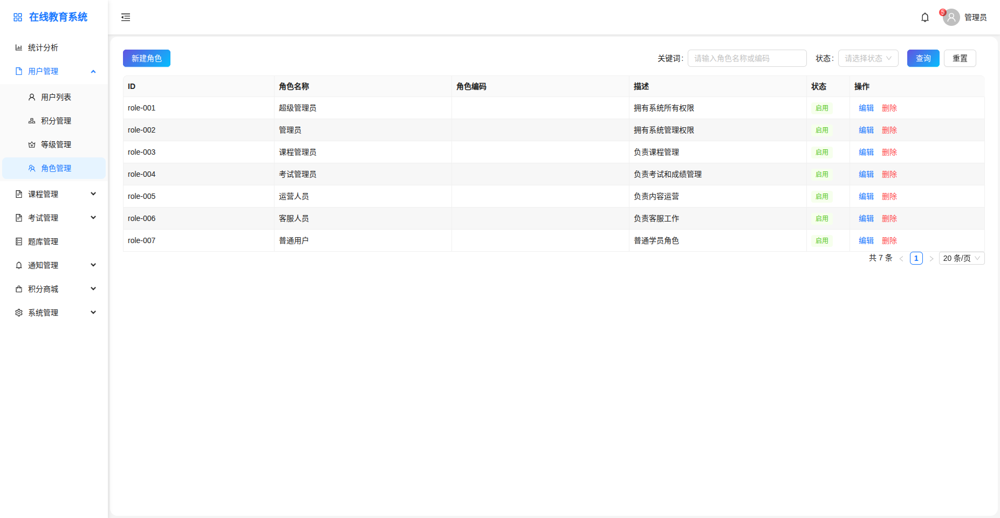 在线教育系统
5
管理员
统计分析
用户管理
用户列表
积分管理
等级管理
角色管理
课程管理
考试管理
题库管理
通知管理
积分商城
系统管理
新建角色 关键词: 请输入角色名称或编码 状态: 请选择状态 查询 重置
ID 角色名称 角色编码 描述 状态 操作
role-001 超级管理员 拥有系统所有权限 启用 编辑 删除
role-002 管理员 拥有系统管理权限 启用 编辑 删除
role-003 课程管理员 负责课程管理 启用 编辑 删除
role-004 考试管理员 负责考试和成绩管理 启用 编辑 删除
role-005 运营人员 负责内容运营 启用 编辑 删除
role-006 客服人员 负责客服工作 启用 编辑 删除
role-007 普通用户 普通学员角色 启用 编辑 删除
共 7 条 1 20 条/页